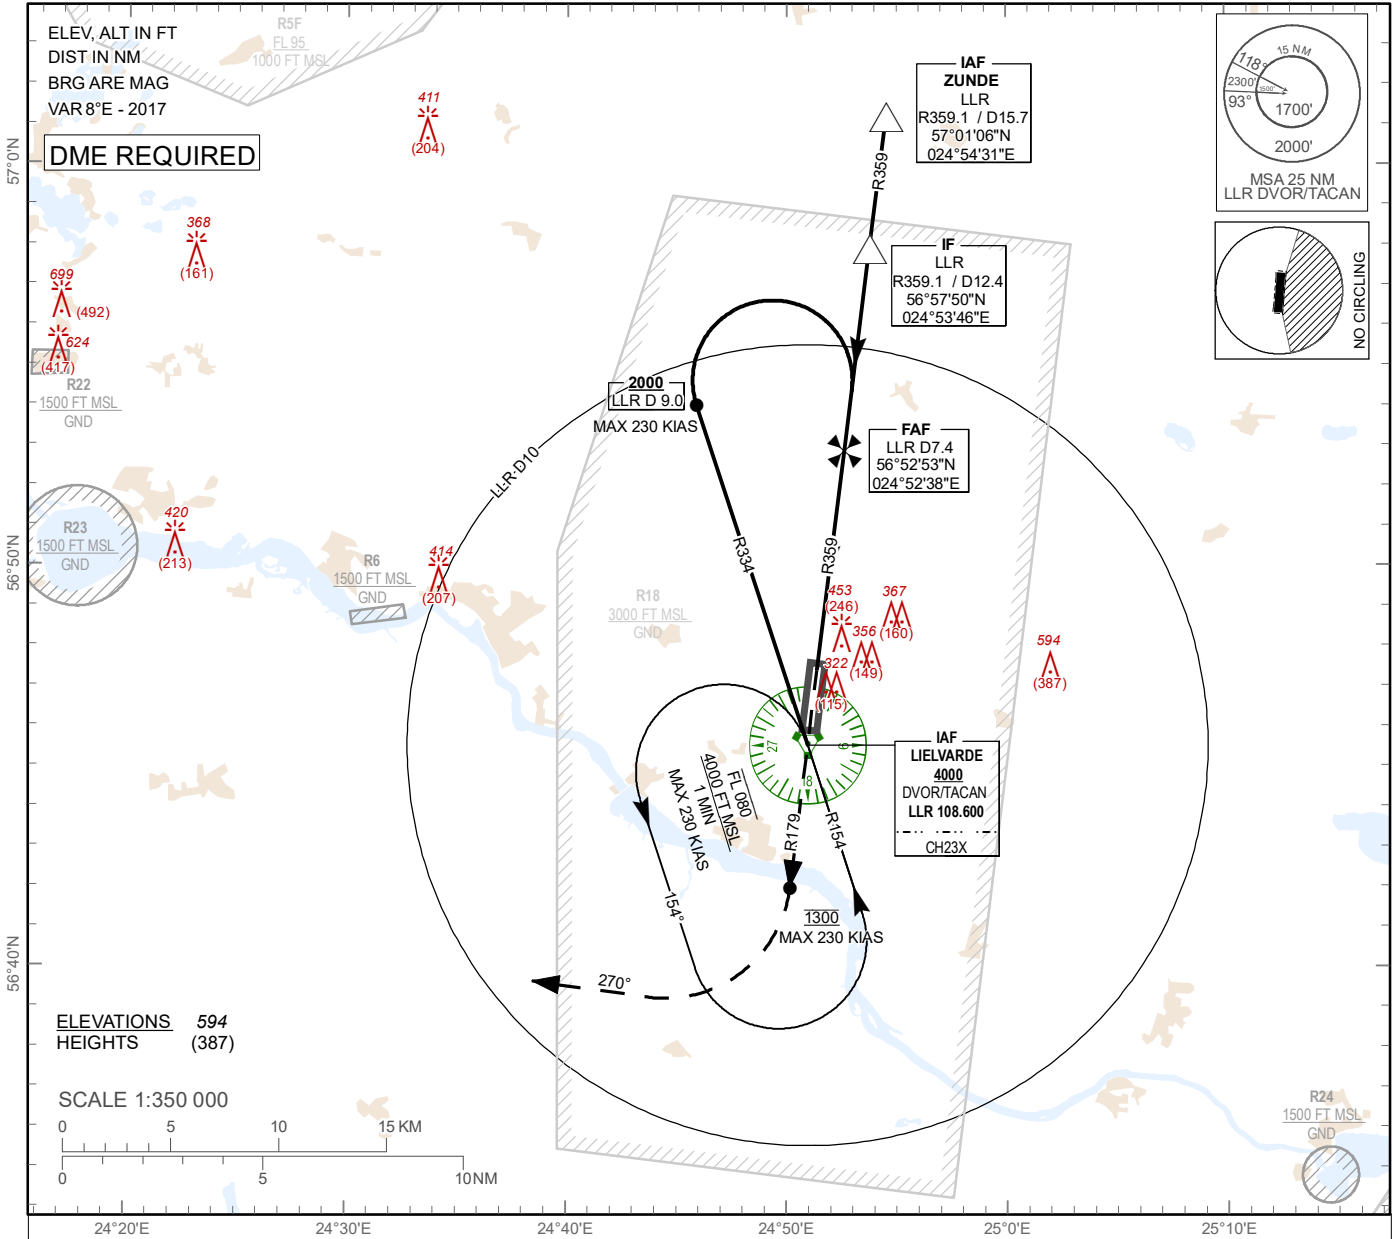 ELEV, ALT IN FT
DIST IN NM
BRG ARE MAG
VAR 8°E - 2017
DME REQUIRED
R5F
FL 95
1000 FT MSL
411
(204)
368
(161)
699
(492)
624
(417)
R22
1500 FT MSL
GND
IAF
ZUNDE
LLR
R359.1 / D15.7
57°01'06"N
024°54'31"E
R359
IF
LLR
R359.1 / D12.4
56°57'50"N
024°53'46"E
15 NM
118°
2300'
1500'
93°
1700'
2000'
MSA 25 NM
LLR DVOR/TACAN
NO CIRCLING
2000
LLR D 9.0
MAX 230 KIAS
FAF
LLR D7.4
56°52'53"N
024°52'38"E
LLR D10
R23
1500 FT MSL
GND
420
(213)
R6
1500 FT MSL
GND
414
(207)
R334
R359
R18
3000 FT MSL
GND
453
(246)
367
(160)
356
(149)
322
(115)
594
(387)
27
9
18
IAF
LIELVARDE
4000
DVOR/TACAN
LLR 108.600
CH23X
FL 080
4000 FT MSL
1 MIN
MAX 230 KIAS
R179
R154
154°
1300
MAX 230 KIAS
270°
ELEVATIONS 594
HEIGHTS (387)
SCALE 1:350 000
0 5 10 15 KM
0 5 10NM
R24
1500 FT MSL
GND
57°0'N
56°50'N
56°40'N
24°20'E 24°30'E 24°40'E 24°50'E 25°0'E 25°10'E